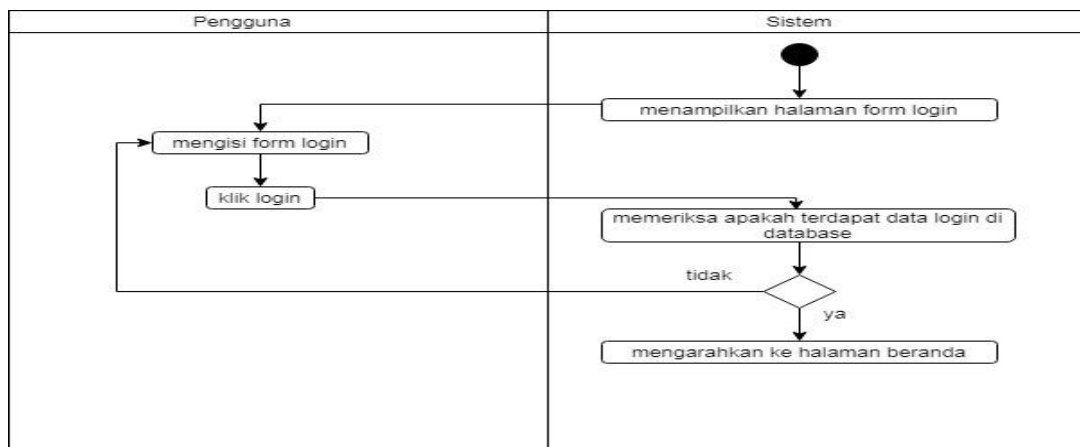 Pengguna
Sistem
menampilkan halaman form login
mengisi form login
klik login
memeriksa apakah terdapat data login di
database
tidak
ya
mengarahkan ke halaman beranda